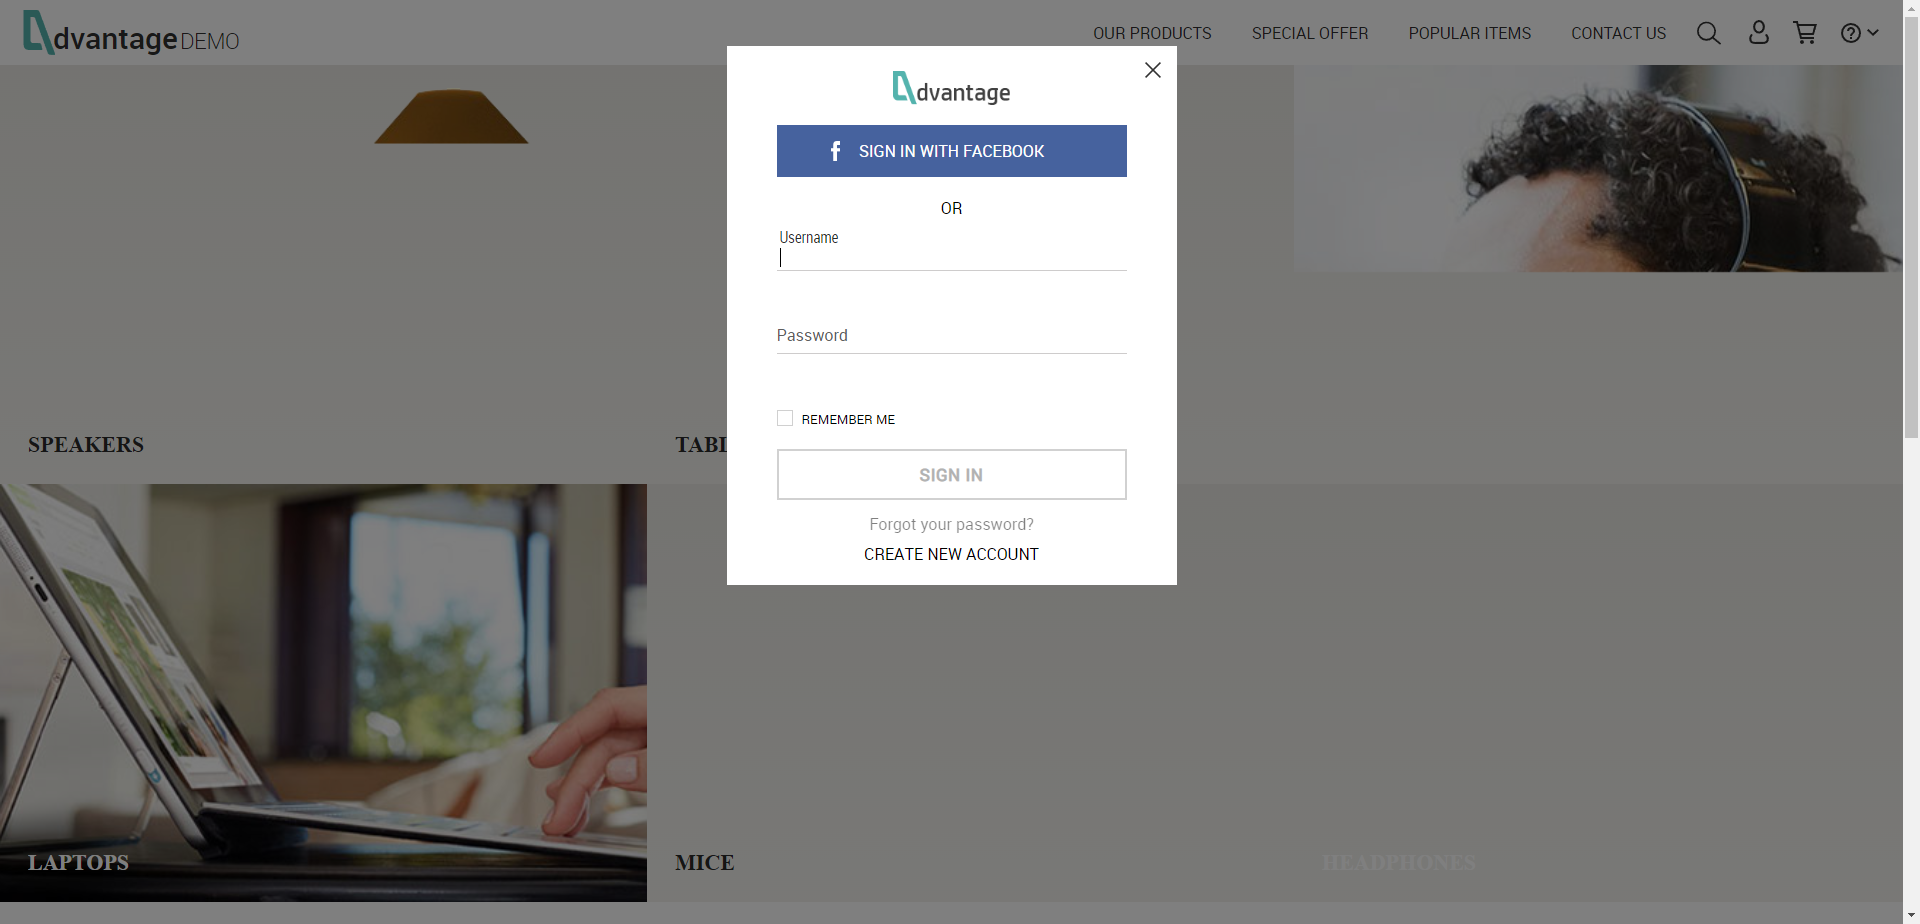 dvantage DEMO
OUR PRODUCTS
SPECIAL OFFER
POPULAR ITEMS
CONTACT US
dvantage
SIGN IN WITH FACEBOOK
OR
Username
Password
REMEMBER ME
SIGN IN
Forgot your password?
CREATE NEW ACCOUNT
SPEAKERS
TABL
LAPTOPS
MICE
HEADPHONES